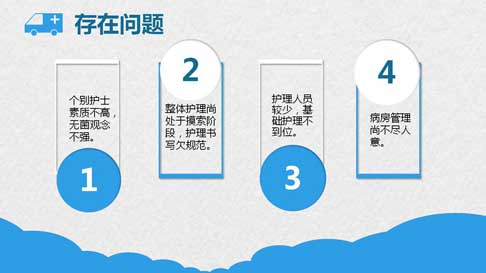 存在问题
个别护士
素质不高，
无菌观念
不强。
1
2
整体护理尚
处于摸索阶
段，护理书
写欠规范。
护理人员
较少，基
础护理不
到位。
3
4
病房管理
尚不尽人
意。